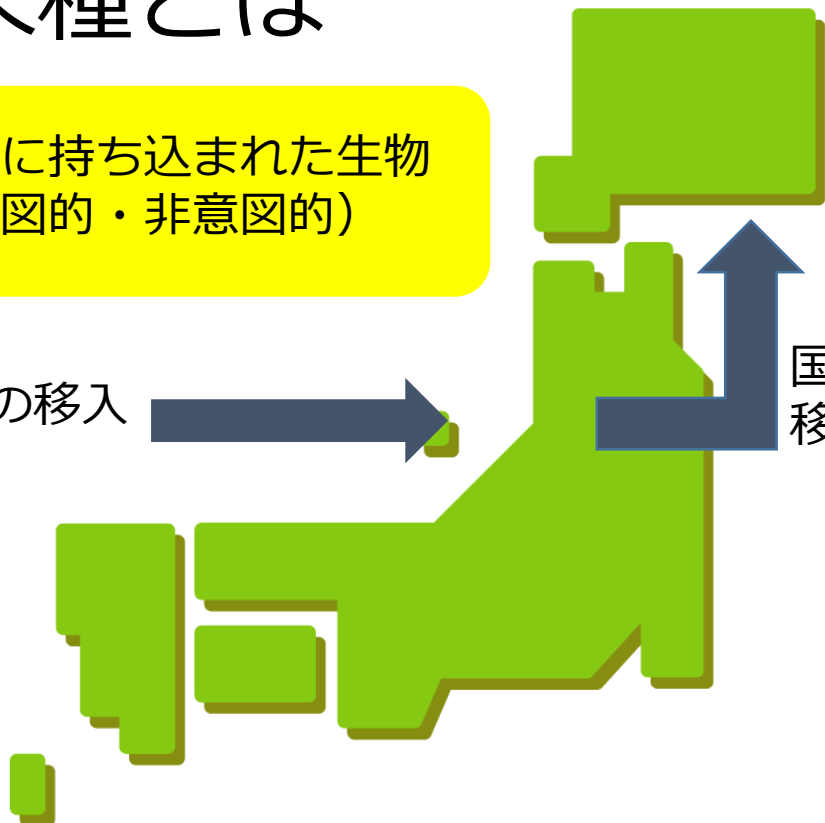 種とは
に持ち込まれた生物
図的・非意図的）
の移入
国
移